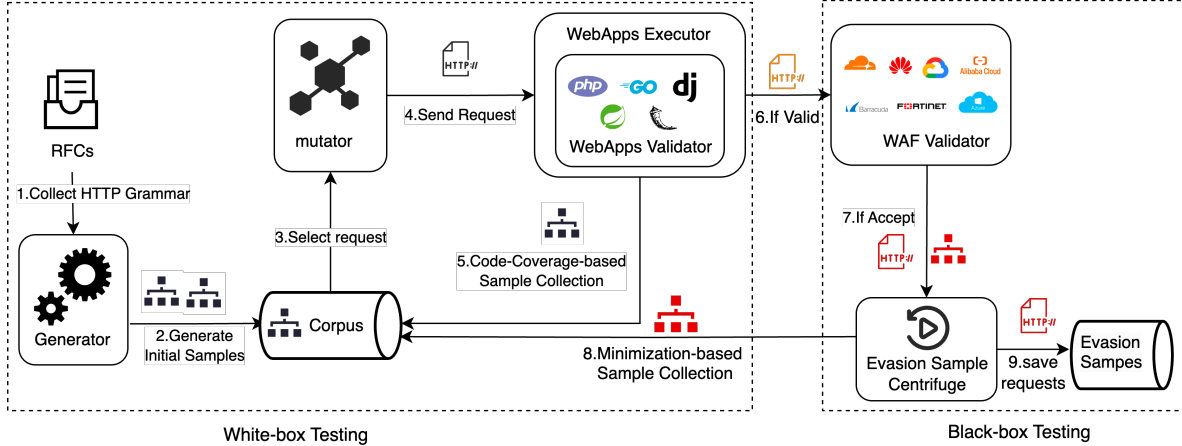 RFCs
1.Collect HTTP Grammar
Generator
2.Generate
Initial Samples
Corpus
3.Select request
mutator
HTTP://
4.Send Request
WebApps Executor
php
GO
dj
WebApps Validator
5.Code-Coverage-based
Sample Collection
HTTP://
6.If Valid
Alibaba Cloud
Barracuda
FORTINET
Azure
WAF Validator
7.If Accept
HTTP://
Evasion Sample
Centrifuge
8.Minimization-based
Sample Collection
HTTP://
9.save
requests
Evasion
Sampes
White-box Testing
Black-box Testing